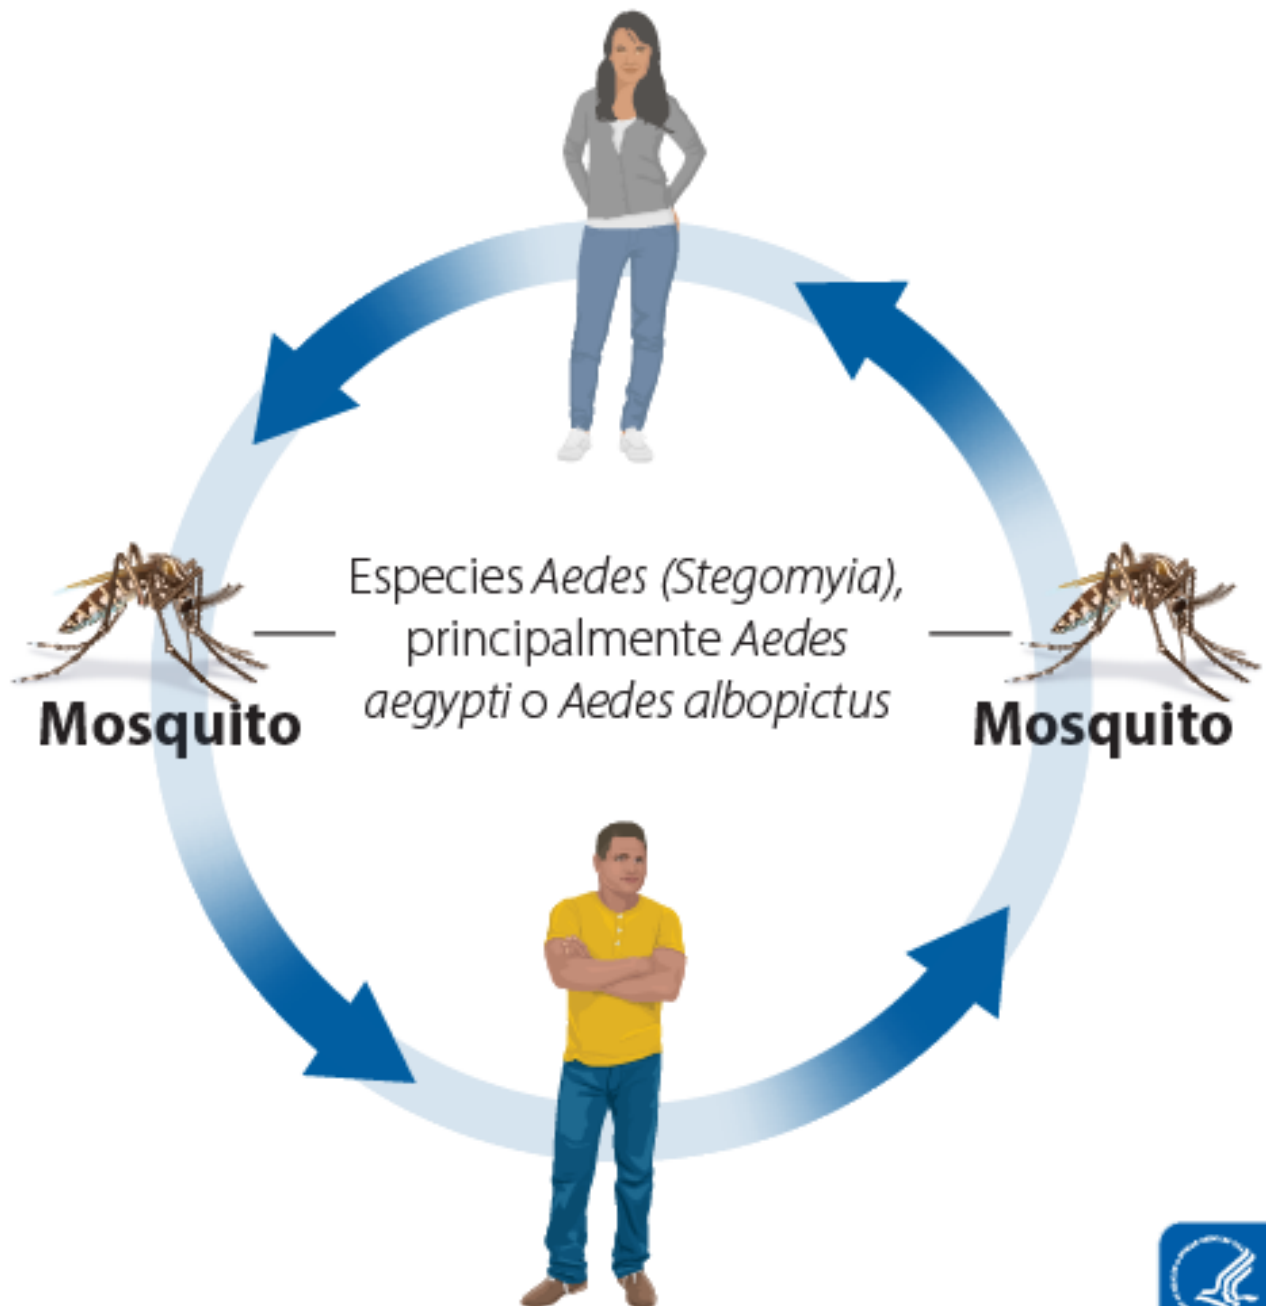 Especies Aedes (Stegomyia),
principalmente Aedes
aegypti o Aedes albopictus
Mosquito
Mosquito